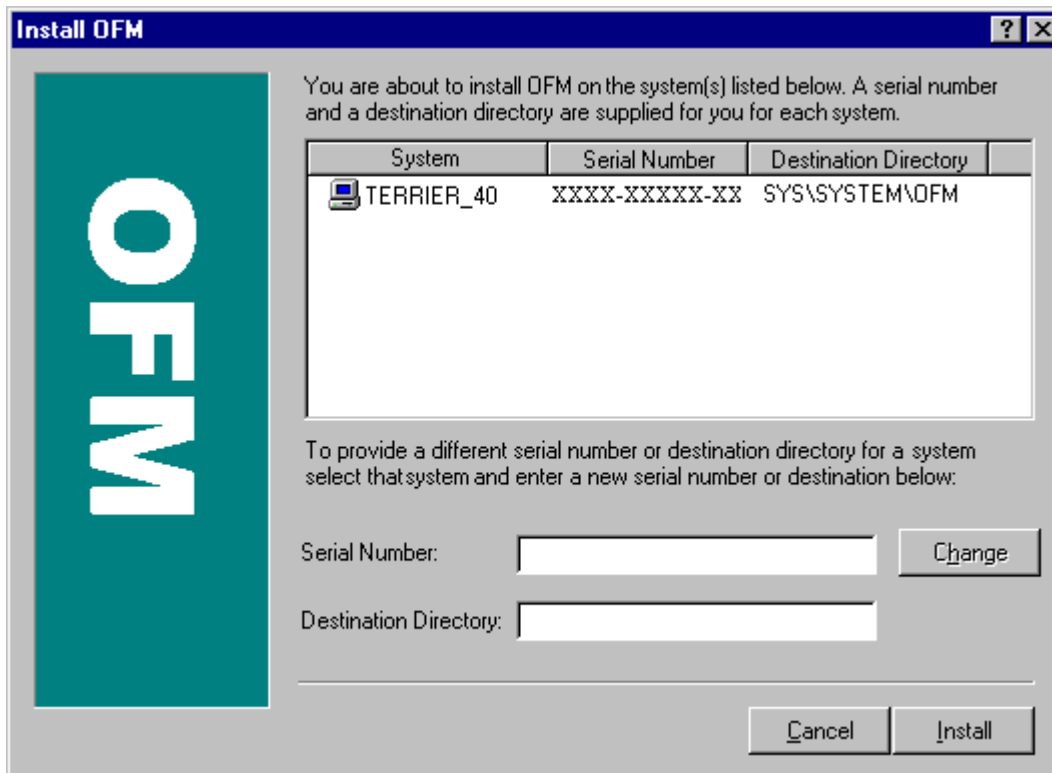 Install OFM
OFM
You are about to install OFM on the system(s) listed below. A serial number
and a destination directory are supplied for you for each system.
System Serial Number Destination Directory
TERRIER_40 XXXX-XXXXX-XX SYS\SYSTEM\OFM
To provide a different serial number or destination directory for a system
select that system and enter a new serial number or destination below:
Serial Number: Change
Destination Directory:
Cancel Install